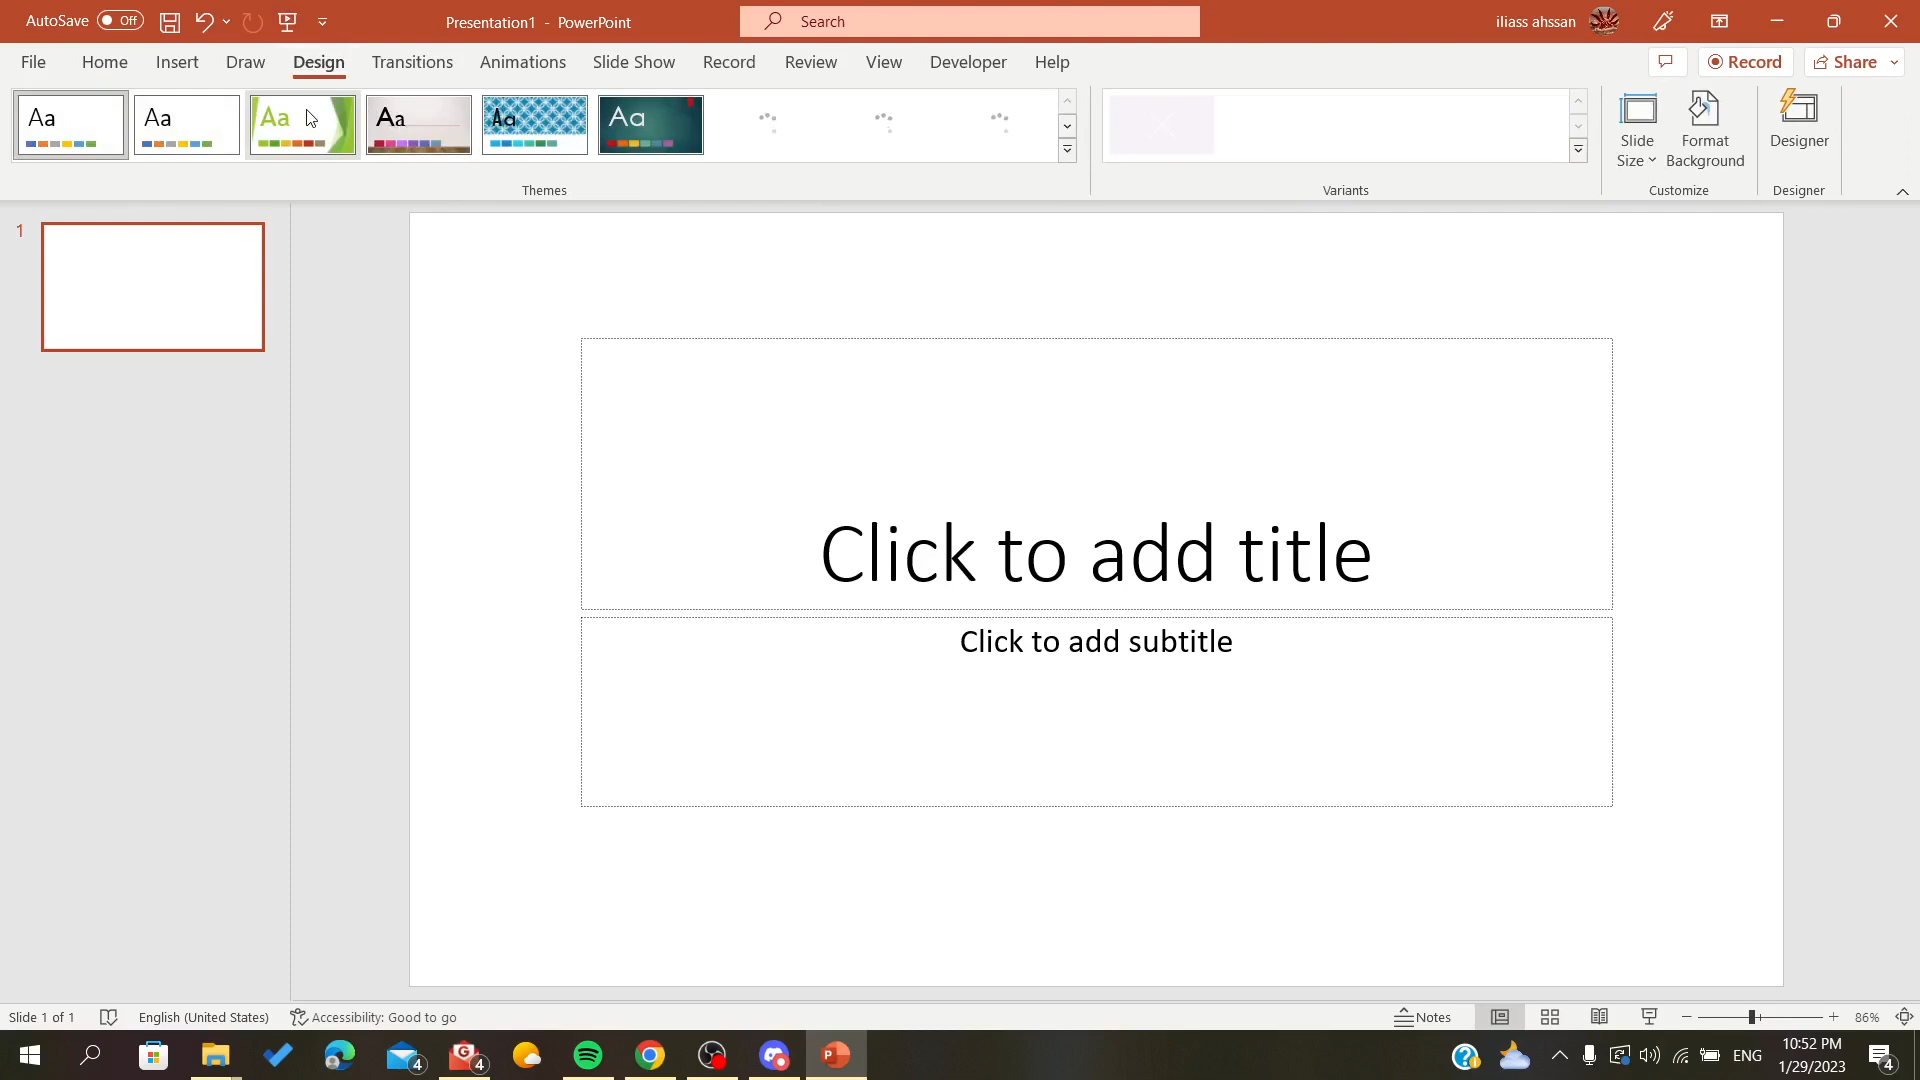 AutoSave Off
Presentation1 - PowerPoint
Search
iliass ahssan
File Home Insert Draw Design Transitions Animations Slide Show Record Review View Developer Help
Record Share
Aa Aa Aa Aa Aa Aa
Slide Size
Format Background
Designer
Themes
Variants
Customize
Designer
1
Click to add title
Click to add subtitle
Slide 1 of 1
English (United States)
Accessibility: Good to go
Notes
86%
4
G 4
P
ENG
10:52 PM
1/29/2023
4